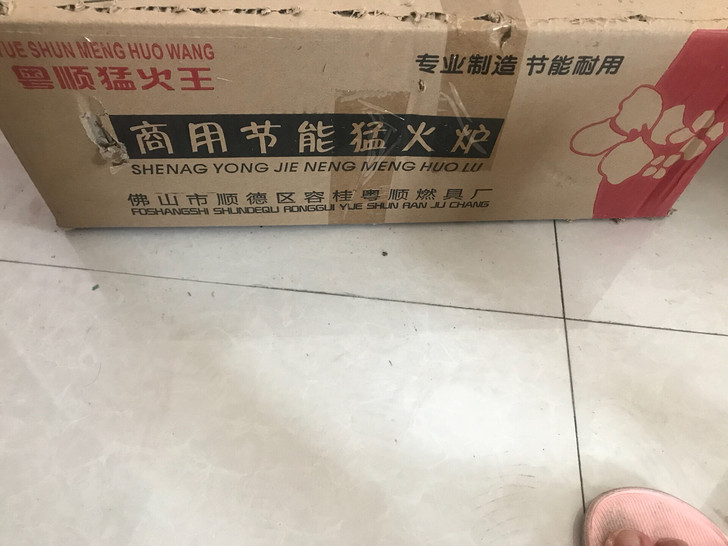 YUE SHUN MENG HUO WANG
粤顺猛火王
专业制造 节能耐用
商用节能猛火炉
SHENAG YONG JIE NENG MENG HUO LU
佛山市顺德区容桂粤顺燃具厂
FOSHANGSHI SHUNDEQU RONGGUI YUE SHUN RAN JU CHANG